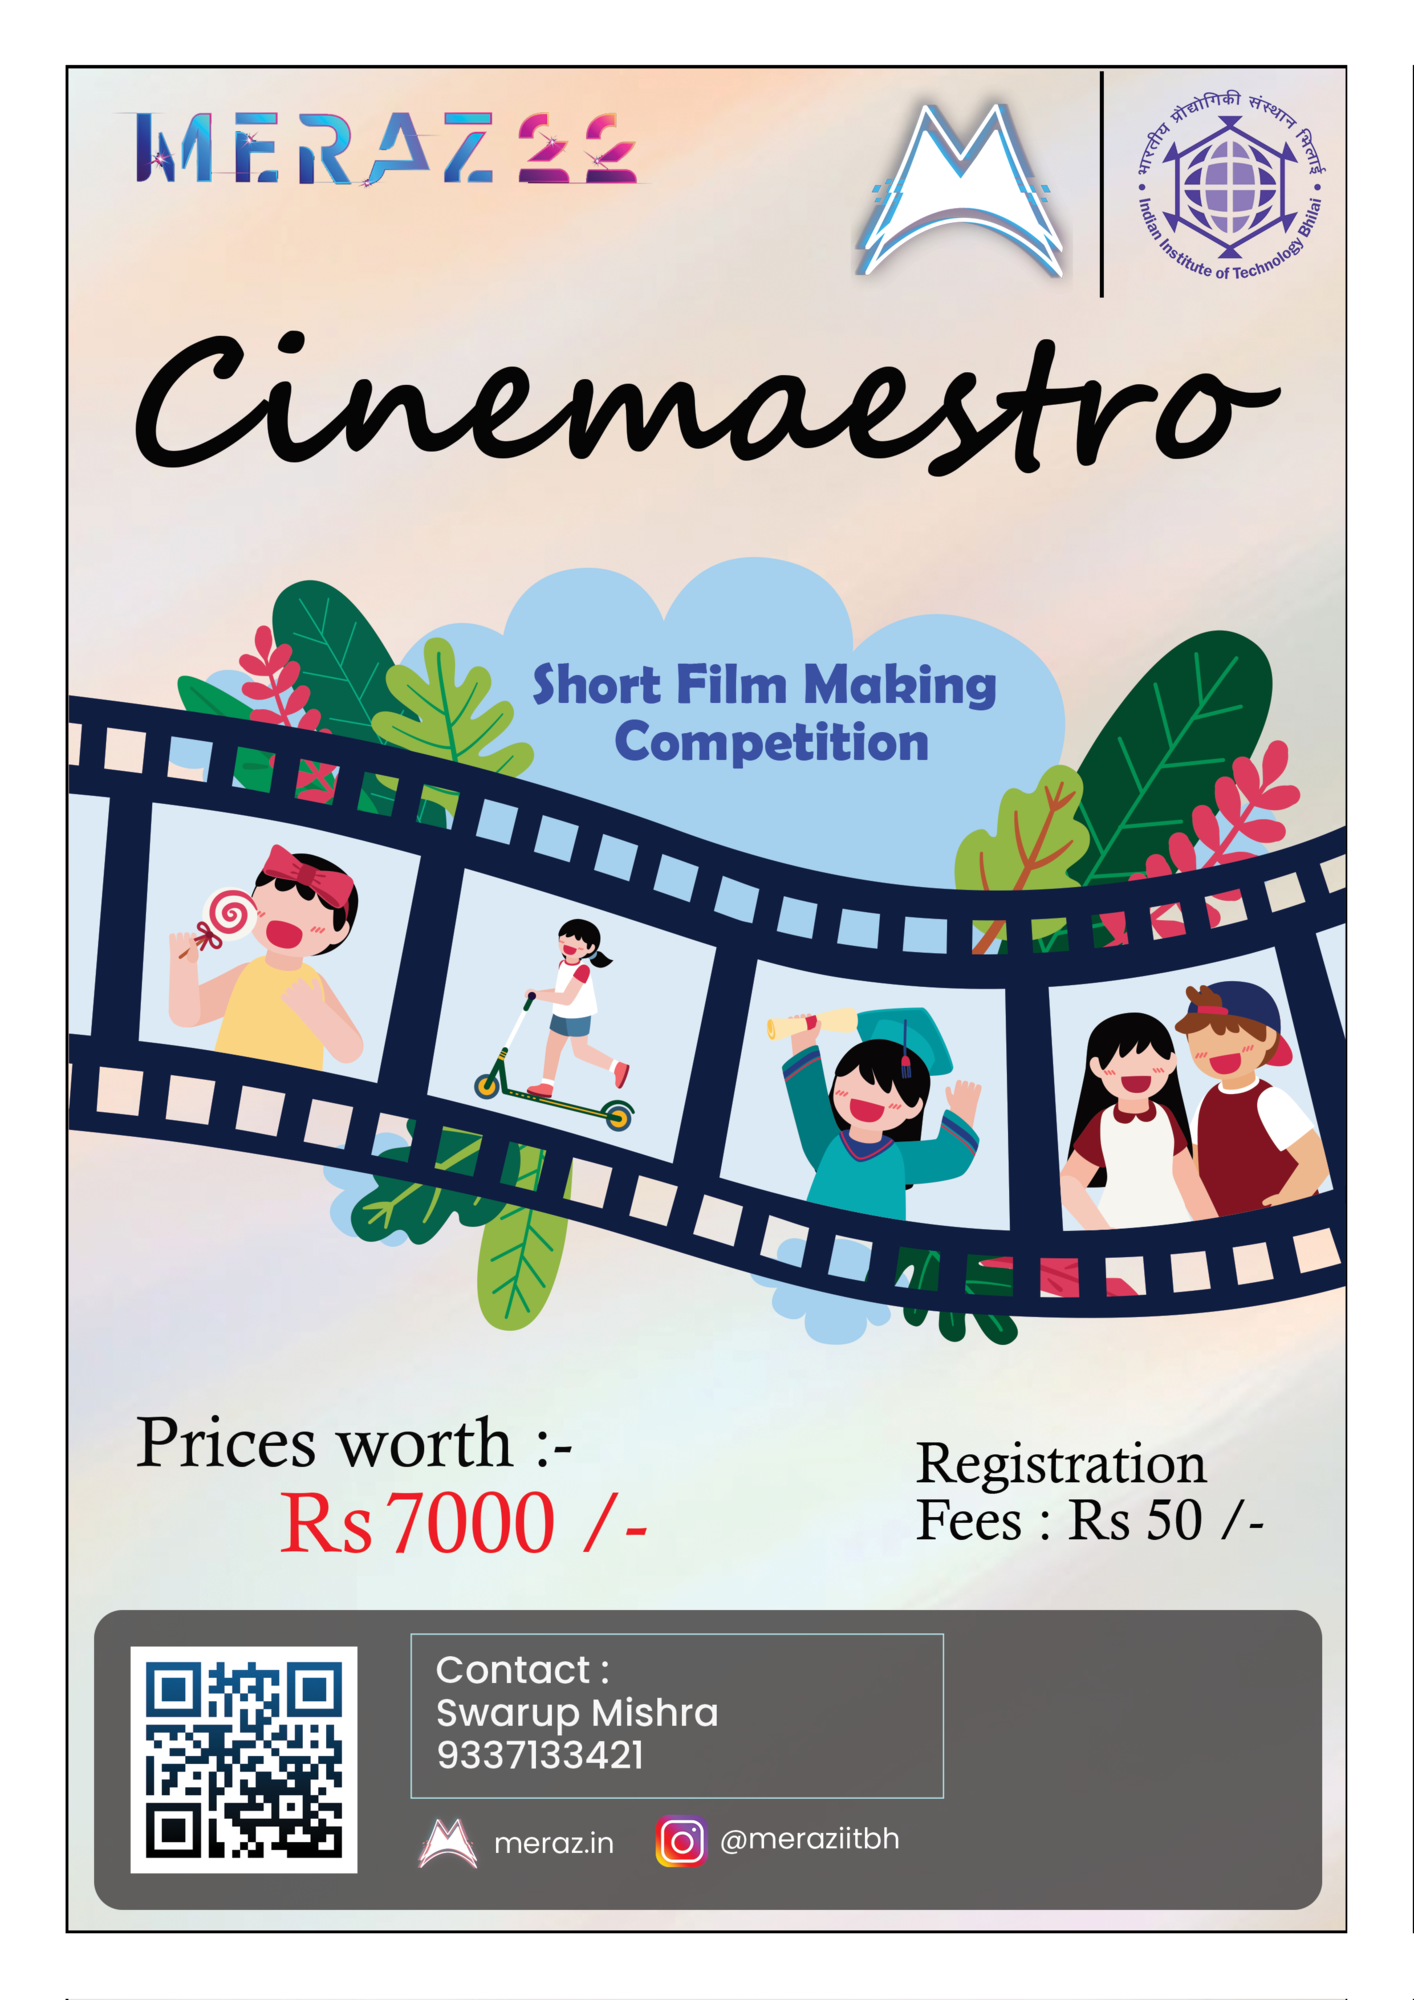 MERAZ 22
भारतीय प्रौद्योगिकी संस्थान भिलाई
Indian Institute of Technology Bhilai
Cinemaestro
Short Film Making
Competition
Prices worth :-
Rs 7000 /-
Registration
Fees : Rs 50 /-
Contact :
Swarup Mishra
9337133421
meraz.in
@meraziitbh